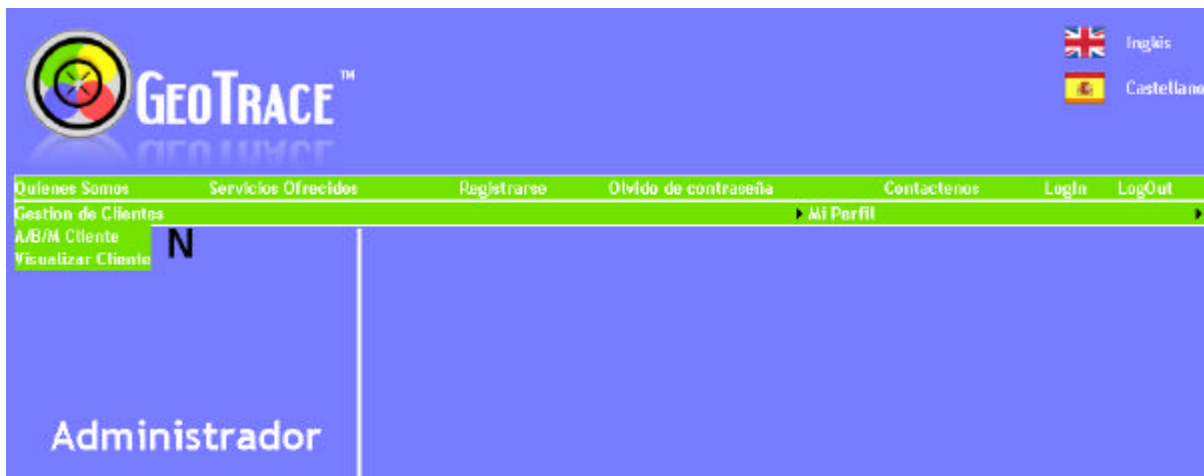 GEOTRACE™
Inglés
Castellano
Quienes Somos Servicios Ofrecidos Registrarse Olvido de contraseña Contactenos LogIn LogOut
Gestion de Clientes Mi Perfil
A/B/M Cliente
N
Visualizar Cliente
Administrador